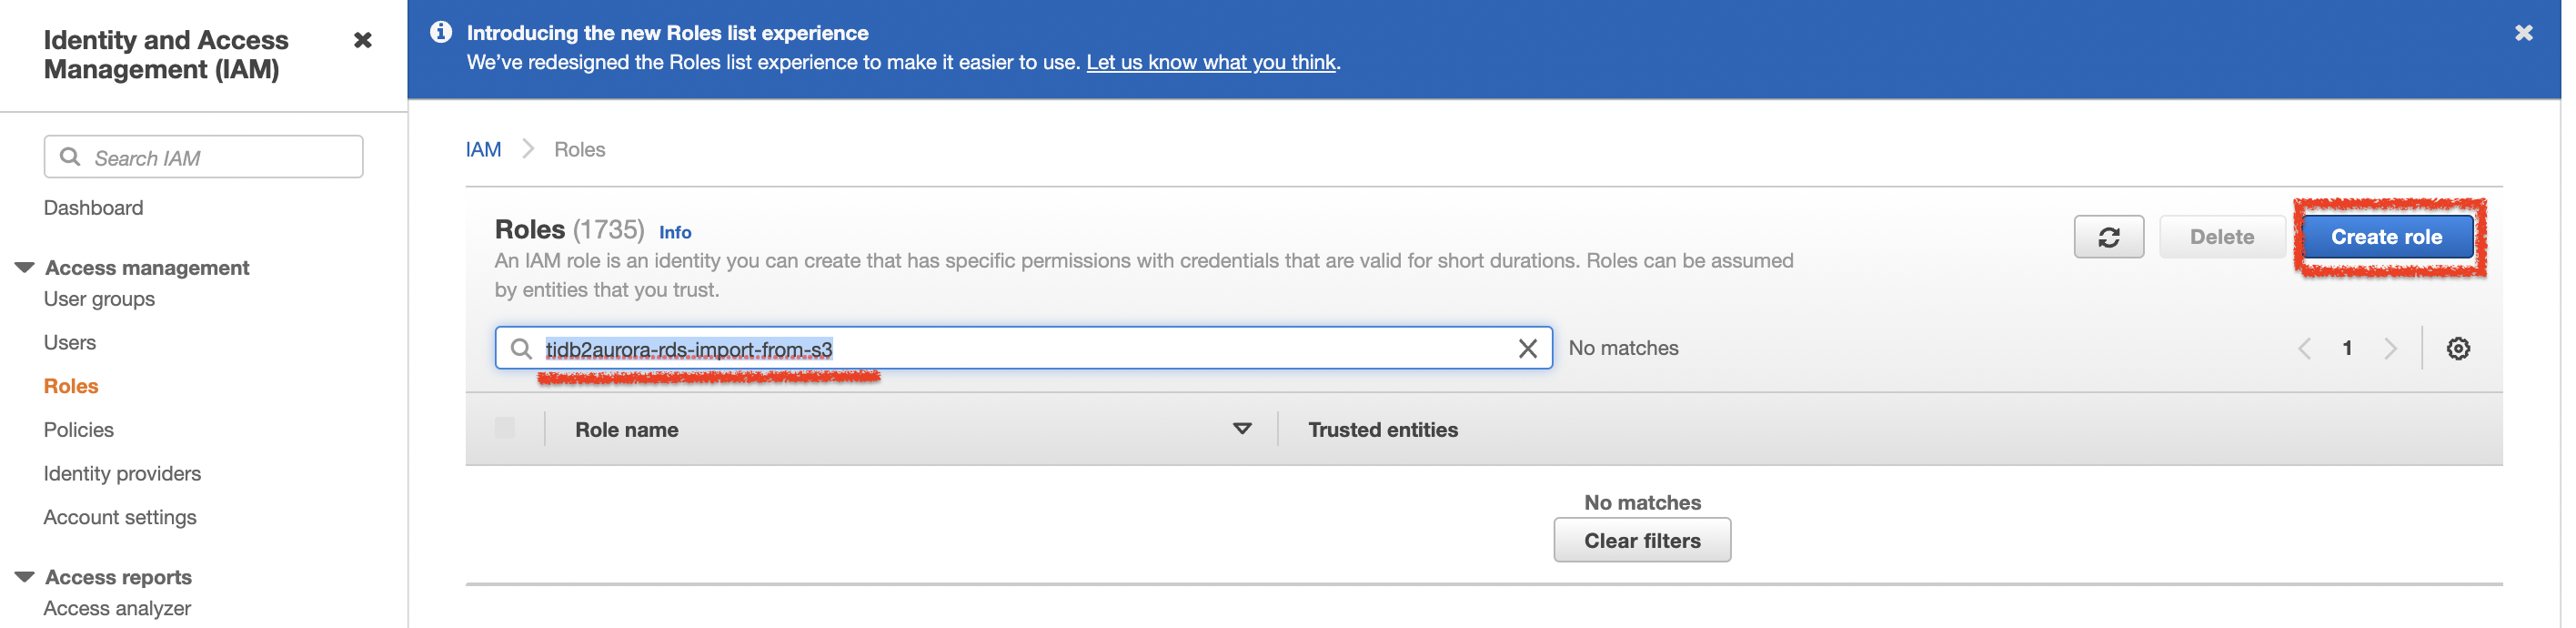 Identity and Access
Management (IAM)
Search IAM
Dashboard
Access management
User groups
Users
Roles
Policies
Identity providers
Account settings
Access reports
Access analyzer
Introducing the new Roles list experience
We've redesigned the Roles list experience to make it easier to use. Let us know what you think.
IAM Roles
Roles (1735) Info
An IAM role is an identity you can create that has specific permissions with credentials that are valid for short durations. Roles can be assumed
by entities that you trust.
Delete Create role
tidb2aurora-rds-import-from-s3 No matches 1
Role name Trusted entities
No matches
Clear filters